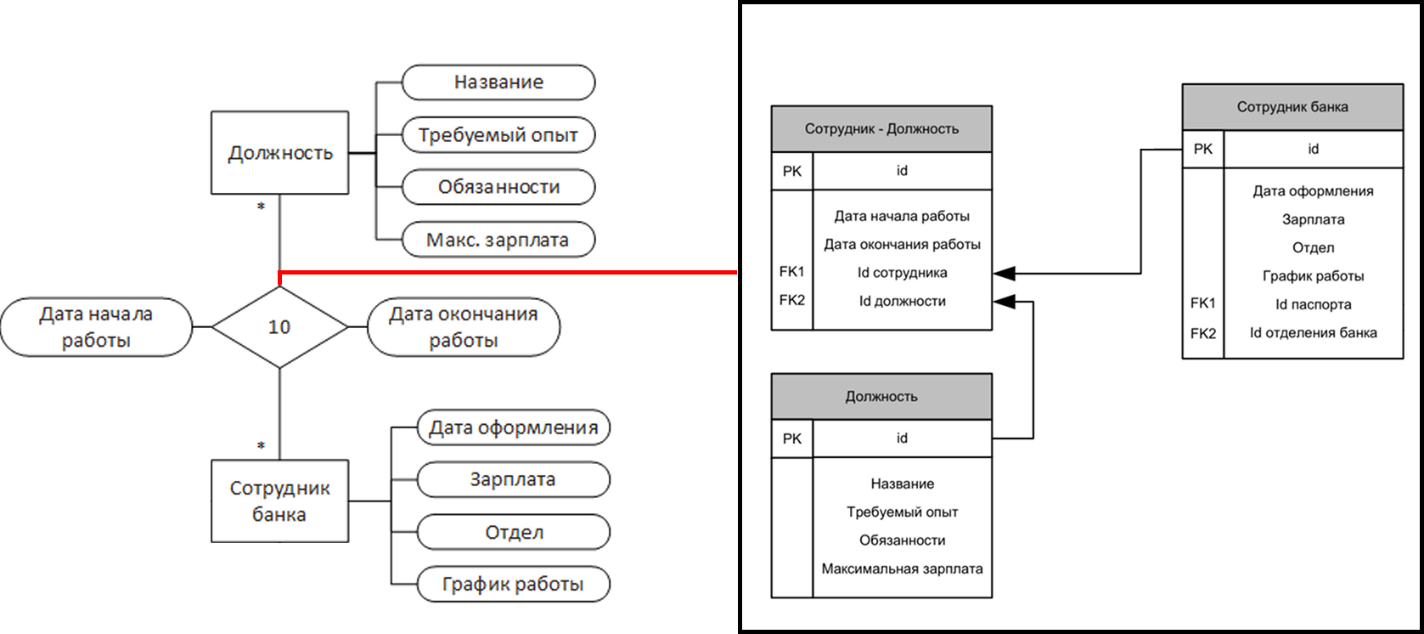 Название
Требуемый опыт
Должность
Обязанности
*
Макс. зарплата
Дата начала
работы
10
Дата окончания
работы
*
Дата оформления
Сотрудник
банка
Зарплата
Отдел
График работы
Сотрудник - Должность
PK id
Дата начала работы
Дата окончания работы
FK1 Id сотрудника
FK2 Id должности
Должность
PK id
Название
Требуемый опыт
Обязанности
Максимальная зарплата
Сотрудник банка
PK id
Дата оформления
Зарплата
Отдел
График работы
FK1 Id паспорта
FK2 Id отделения банка